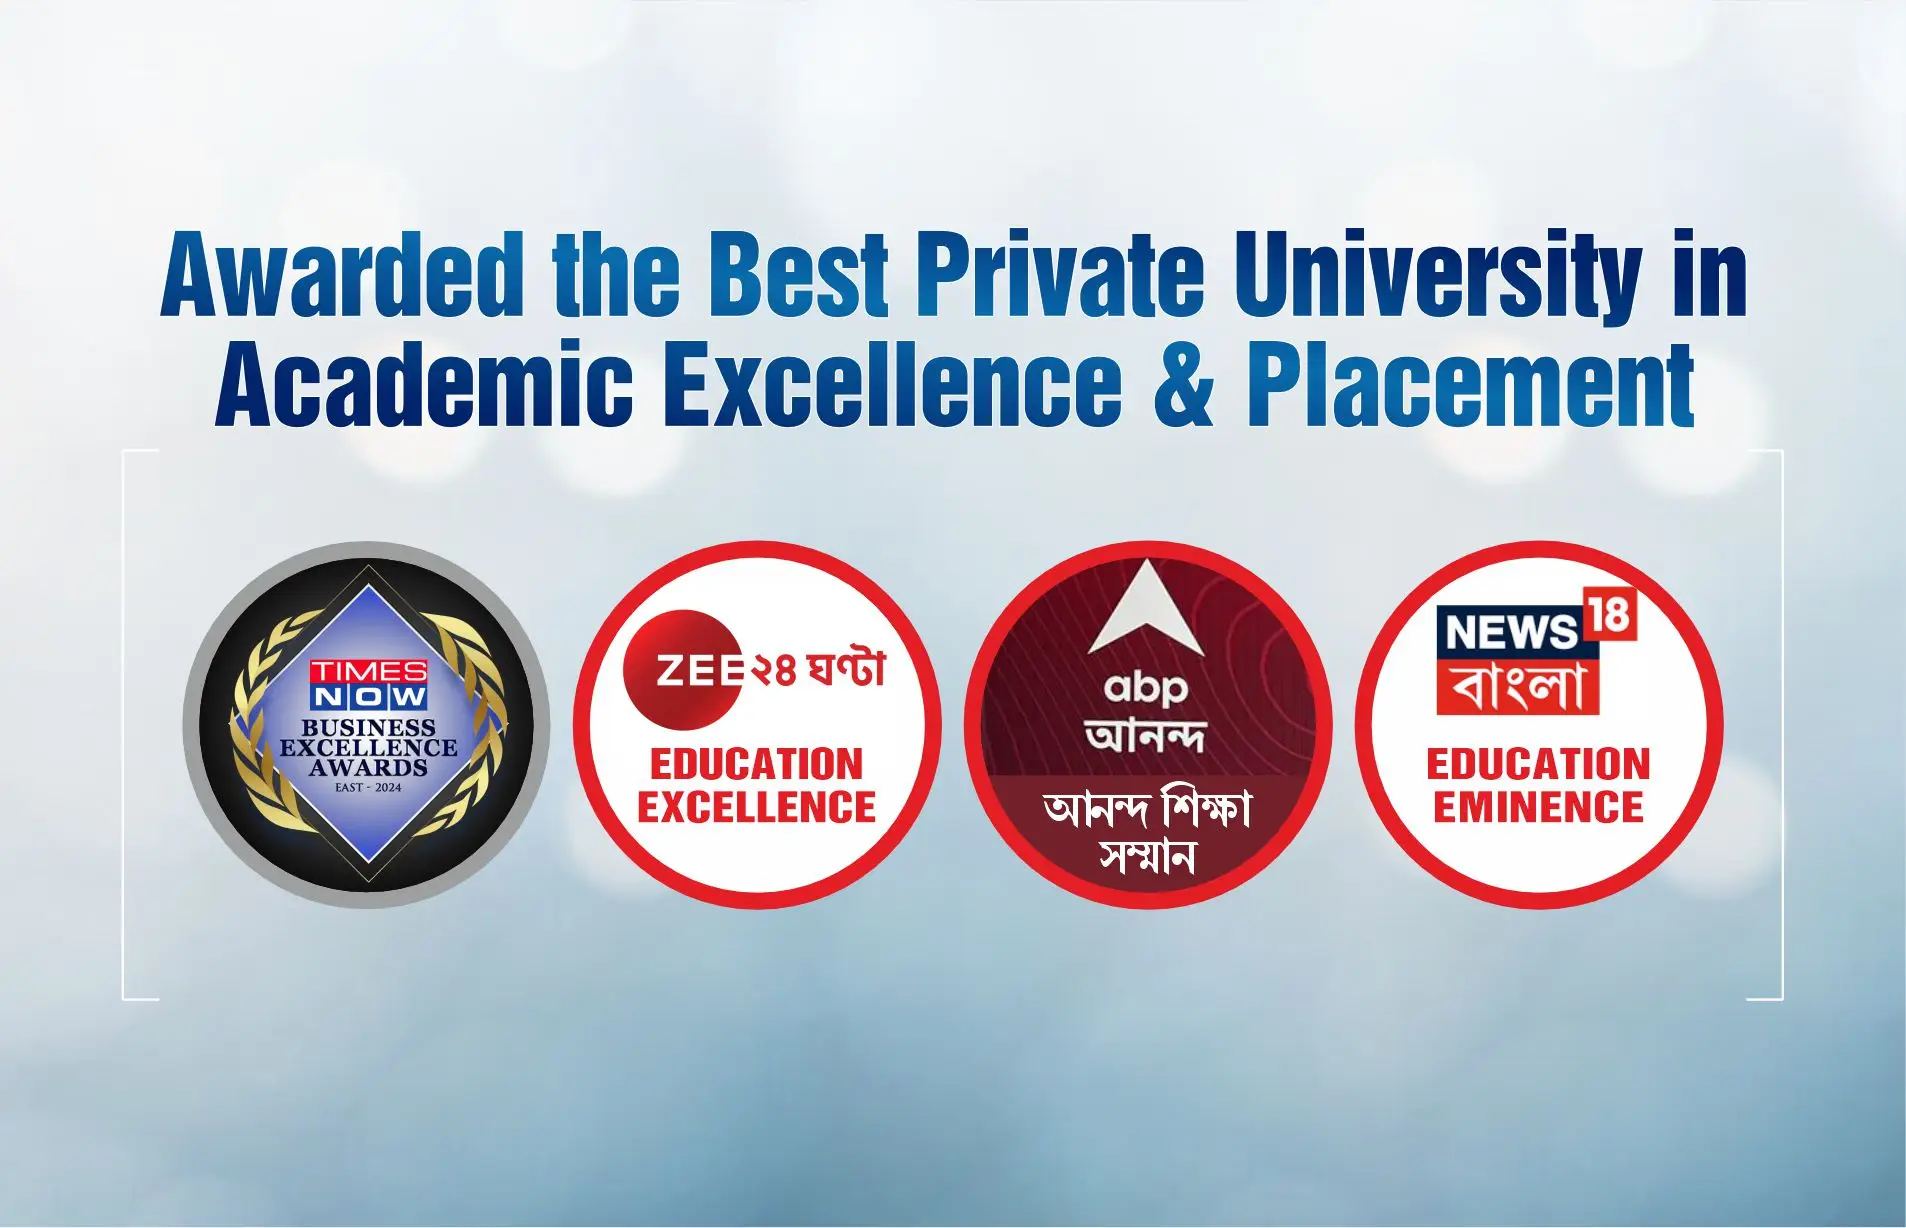 Awarded the Best Private University in
Academic Excellence & Placement
TIMES
NOW
BUSINESS
EXCELLENCE
AWARDS
EAST - 2024
ZEE ২৪ ঘণ্টা
EDUCATION
EXCELLENCE
abp
আনন্দ
আনন্দ শিক্ষা
সম্মান
NEWS 18
বাংলা
EDUCATION
EMINENCE